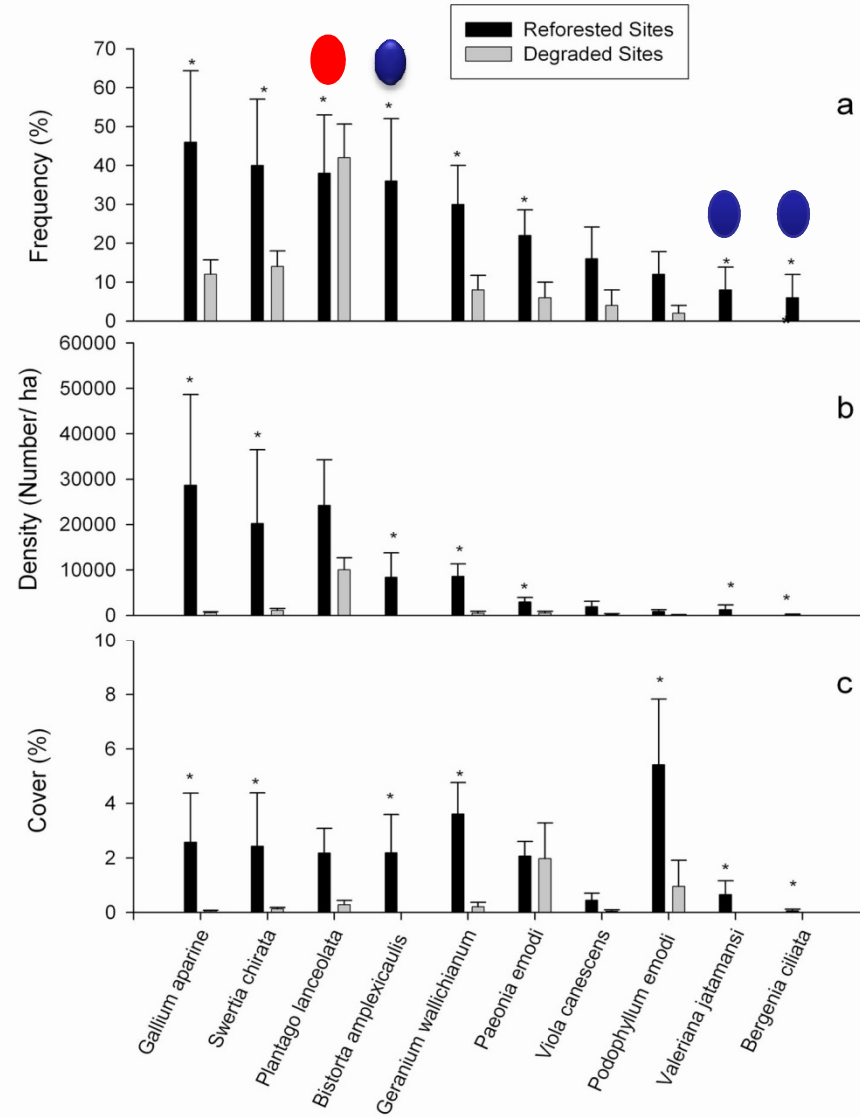 Reforested Sites
Degraded Sites
a
Frequency (%)
70
60
50
40
30
20
10
0
* * * * * * * *
b
Density (Number/ ha)
60000
50000
40000
30000
20000
10000
0
* * * * * * *
c
Cover (%)
10
8
6
4
2
0
* * * * * * *
Gallium aparine
Swertia chirata
Plantago lanceolata
Bistorta amplexicaulis
Geranium wallichianum
Paeonia emodi
Viola canescens
Podophyllum emodi
Valeriana jatamansi
Bergenia ciliata